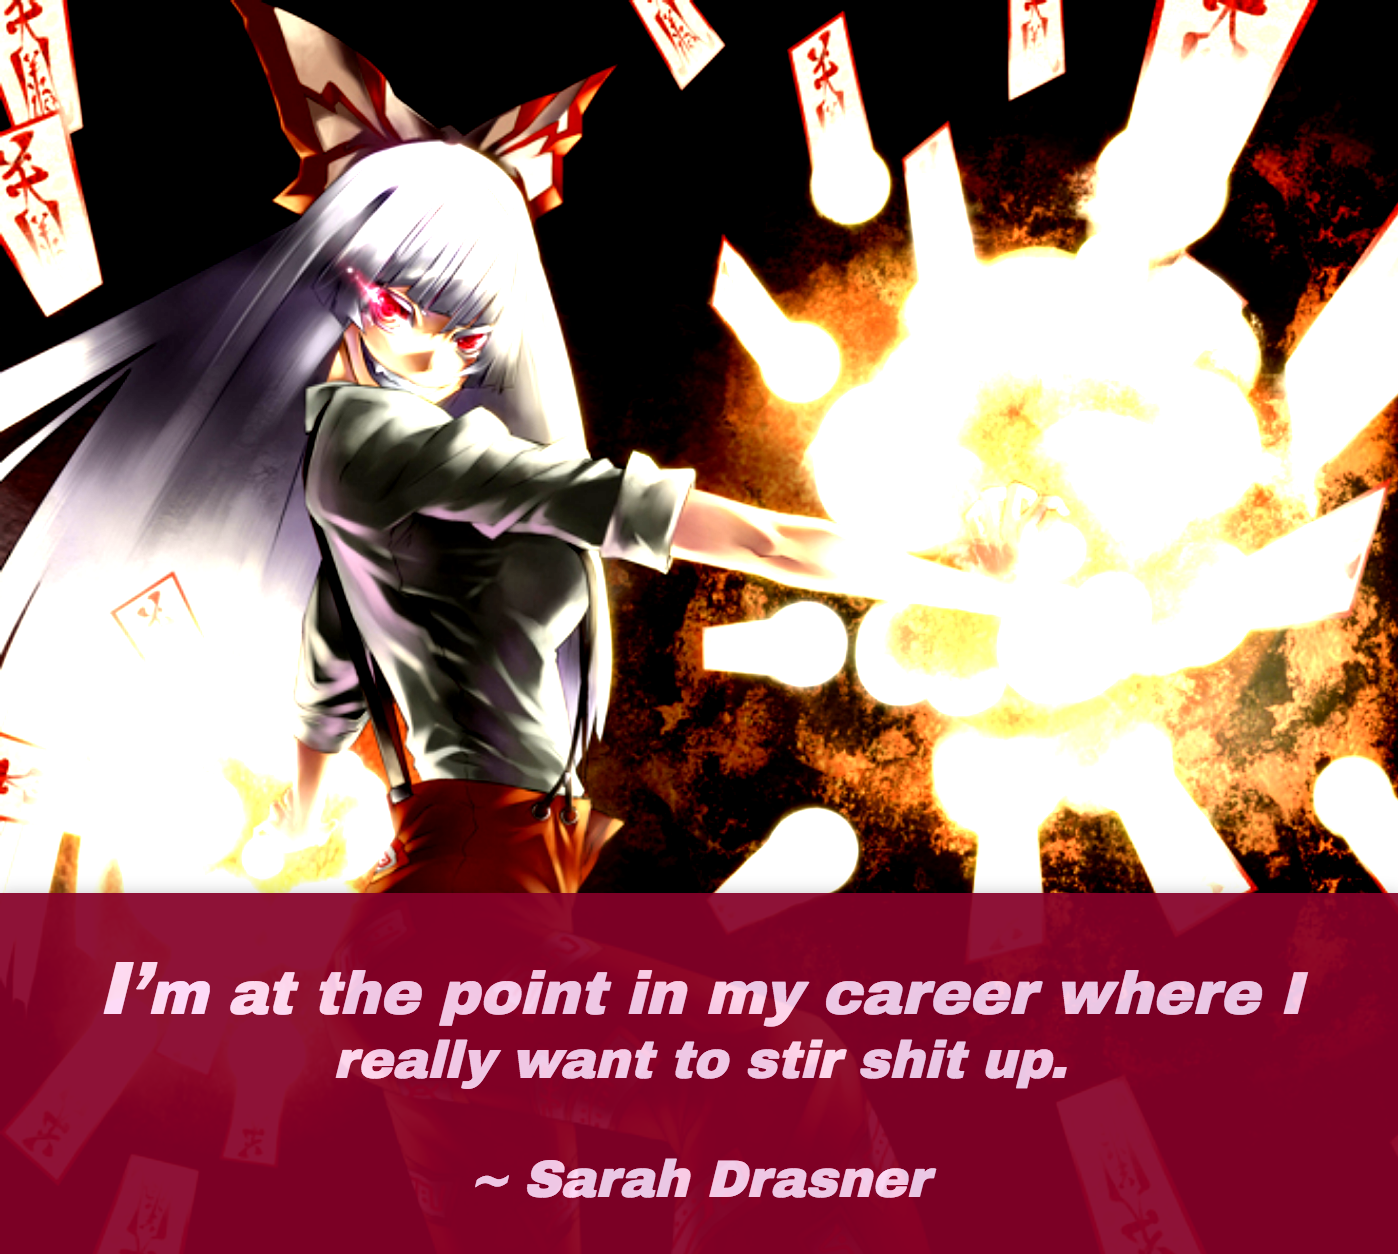 I’m at the point in my career where I
really want to stir shit up.
~ Sarah Drasner